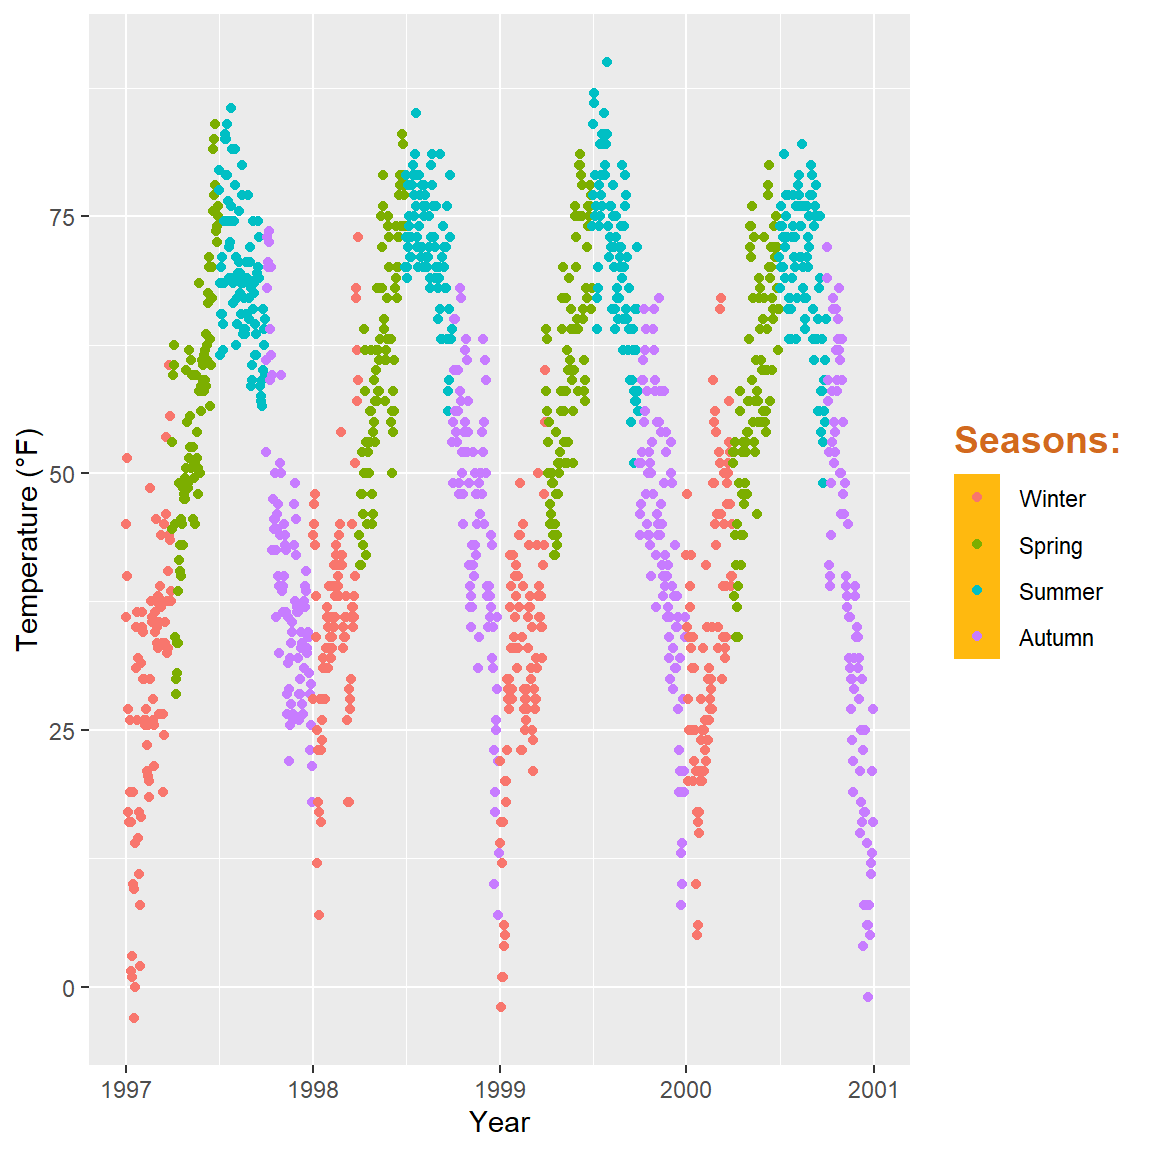 75
50
25
0
Temperature (°F)
1997 1998 1999 2000 2001
Year
Seasons:
Winter
Spring
Summer
Autumn